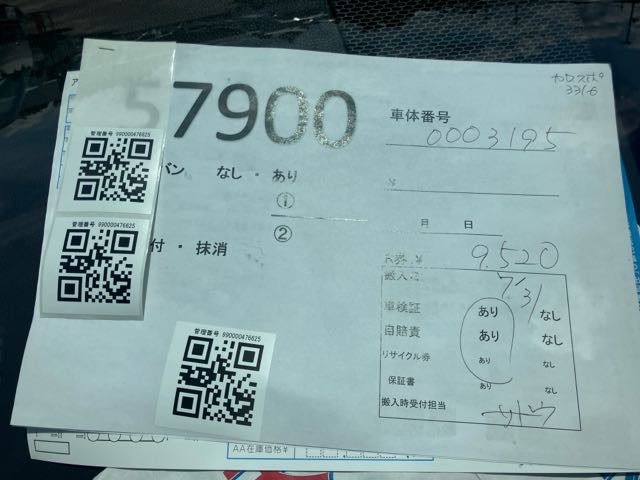 57900
カロスポ
3316
車体番号 0003195
管理番号 990000476625
バン なし・あり
①
¥
月 日
管理番号 990000476625
付・抹消
②
9.520
搬入日 7/31
車検証 あり なし
自賠責 あり なし
リサイクル券 あり なし
保証書 あり なし
搬入時受付担当 サトウ
管理番号 990000476625
AA在庫価格¥